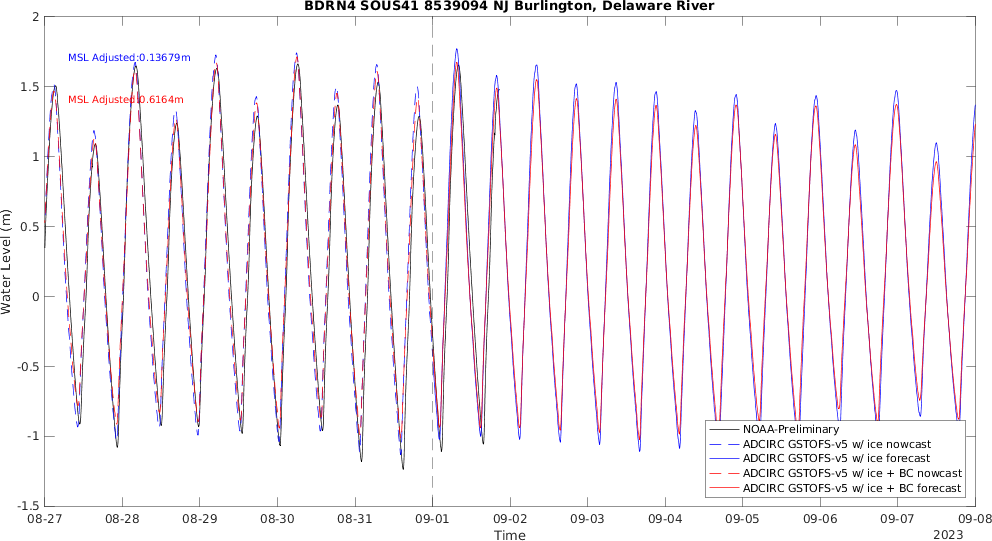 BDRN4 SOUS41 8539094 NJ Burlington, Delaware River
2
1.5
1
0.5
0
-0.5
-1
-1.5
Water Level (m)
MSL Adjusted:0.13679m
MSL Adjusted:0.6164m
NOAA-Preliminary
ADCIRC GSTOFS-v5 w/ ice nowcast
ADCIRC GSTOFS-v5 w/ ice forecast
ADCIRC GSTOFS-v5 w/ ice + BC nowcast
ADCIRC GSTOFS-v5 w/ ice + BC forecast
08-27 08-28 08-29 08-30 08-31 09-01 09-02 09-03 09-04 09-05 09-06 09-07 09-08
Time
2023